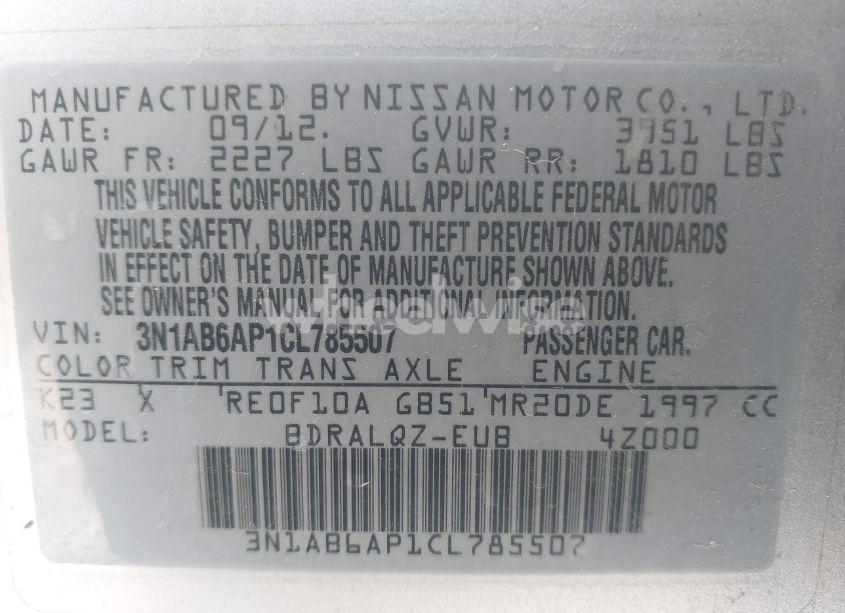 MANUFACTURED BY NISSAN MOTOR CO., LTD.
DATE: 09/12. GVWR: 3751 LBS
GAWR FR: 2227 LBS GAWR RR: 1810 LBS
THIS VEHICLE CONFORMS TO ALL APPLICABLE FEDERAL MOTOR
VEHICLE SAFETY, BUMPER AND THEFT PREVENTION STANDARDS
IN EFFECT ON THE DATE OF MANUFACTURE SHOWN ABOVE.
SEE OWNER'S MANUAL FOR ADDITIONAL INFORMATION.
wheelwise
VIN: 3N1AB6AP1CL785507 PASSENGER CAR.
COLOR TRIM TRANS AXLE ENGINE
K23 X RE0F10A GB51 MR20DE 1997 CC
MODEL: BDRALQZ-EUB 4Z000
3N1AB6AP1CL785507